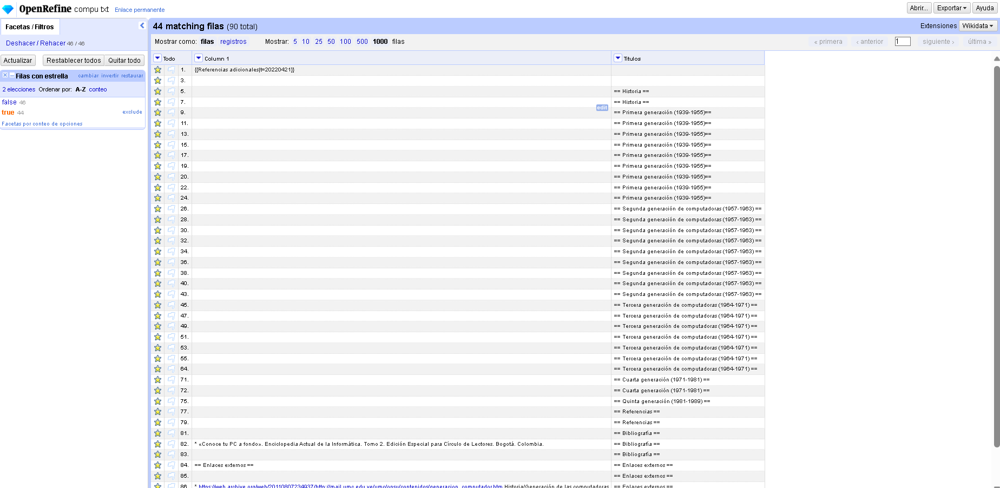 OpenRefine compu txt Enlace permanente Abrir... Exportar Ayuda
Facetas / Filtros
Deshacer / Rehacer 46 / 46
Actualizar Restablecer todos Quitar todo
Filas con estrella cambiar invertir restaurar
2 elecciones Ordenar por: A-Z conteo
false 46
true 44 exclude
Facetas por conteo de opciones
44 matching filas (90 total) Extensiones Wikidata
Mostrar como: filas registros Mostrar: 5 10 25 50 100 500 1000 filas « primera ‹ anterior 1 siguiente › última »
Todo Column 1 Titulos
1. {{Referencias adicionales|t=20220421}}
3.
5. == Historia ==
7. == Historia ==
edit
9. == Primera generación (1939-1955)==
11. == Primera generación (1939-1955)==
13. == Primera generación (1939-1955)==
15. == Primera generación (1939-1955)==
17. == Primera generación (1939-1955)==
19. == Primera generación (1939-1955)==
20. == Primera generación (1939-1955)==
22. == Primera generación (1939-1955)==
24. == Primera generación (1939-1955)==
26. == Segunda generación de computadoras (1957-1963) ==
28. == Segunda generación de computadoras (1957-1963) ==
30. == Segunda generación de computadoras (1957-1963) ==
32. == Segunda generación de computadoras (1957-1963) ==
34. == Segunda generación de computadoras (1957-1963) ==
36. == Segunda generación de computadoras (1957-1963) ==
38. == Segunda generación de computadoras (1957-1963) ==
40. == Segunda generación de computadoras (1957-1963) ==
43. == Segunda generación de computadoras (1957-1963) ==
45. == Tercera generación de computadoras (1964-1971) ==
47. == Tercera generación de computadoras (1964-1971) ==
49. == Tercera generación de computadoras (1964-1971) ==
51. == Tercera generación de computadoras (1964-1971) ==
53. == Tercera generación de computadoras (1964-1971) ==
55. == Tercera generación de computadoras (1964-1971) ==
64. == Tercera generación de computadoras (1964-1971) ==
71. == Cuarta generación (1971-1981) ==
72. == Cuarta generación (1971-1981) ==
75. == Quinta generación (1981-1989) ==
77. == Referencias ==
79. == Referencias ==
81. == Bibliografía ==
82. * «Conoce tu PC a fondo». Enciclopedia Actual de la Informática. Tomo 2. Edición Especial para Círculo de Lectores. Bogotá. Colombia. == Bibliografía ==
83. == Bibliografía ==
84. == Enlaces externos == == Enlaces externos ==
85. == Enlaces externos ==
86. * https://web.archive.org/web/20110807234937/http://mail.umc.edu.ve/umc/opsu/contenidos/generacion_computador.htm Historia/Generación de las computadoras == Enlaces externos ==